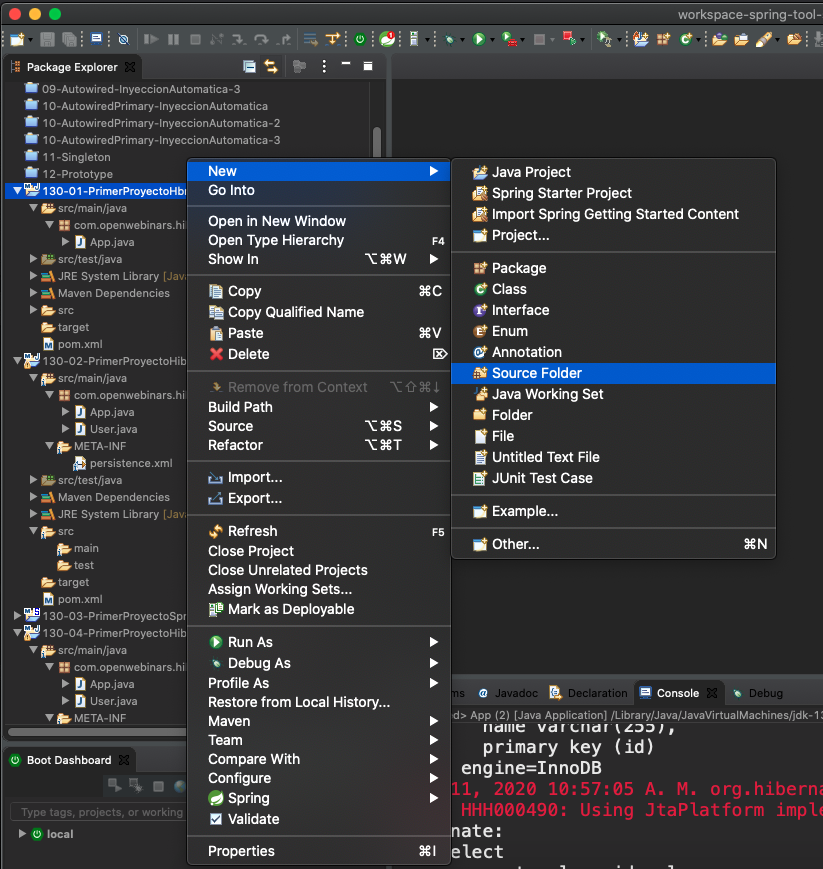 workspace-spring-tool-
Package Explorer
09-Autowired-InyeccionAutomatica-3
10-AutowiredPrimary-InyeccionAutomatica
10-AutowiredPrimary-InyeccionAutomatica-2
10-AutowiredPrimary-InyeccionAutomatica-3
11-Singleton
12-Prototype
130-01-PrimerProyectoHbr
src/main/java
com.openwebinars.hi
App.java
src/test/java
JRE System Library [Java
Maven Dependencies
src
target
pom.xml
130-02-PrimerProyectoHib
src/main/java
com.openwebinars.hi
App.java
User.java
META-INF
persistence.xml
src/test/java
Maven Dependencies
JRE System Library [Java
src
main
test
target
pom.xml
130-03-PrimerProyectoSpr
130-04-PrimerProyectoHib
src/main/java
com.openwebinars.hi
App.java
User.java
META-INF
Boot Dashboard
Type tags, projects, or working
local
New
Go Into
Open in New Window
Open Type Hierarchy F4
Show In ⌥⌘W
Copy ⌘C
Copy Qualified Name
Paste ⌘V
Delete ⌦
Remove from Context ⌥⇧⌘↓
Build Path
Source ⌥⌘S
Refactor ⌥⌘T
Import...
Export...
Refresh F5
Close Project
Close Unrelated Projects
Assign Working Sets...
Mark as Deployable
Run As
Debug As
Profile As
Restore from Local History...
Maven
Team
Compare With
Configure
Spring
Validate
Properties ⌘I
Java Project
Spring Starter Project
Import Spring Getting Started Content
Project...
Package
Class
Interface
Enum
Annotation
Source Folder
Java Working Set
Folder
File
Untitled Text File
JUnit Test Case
Example...
Other... ⌘N
ms @ Javadoc Declaration Console Debug
ed> App (2) [Java Application] /Library/Java/JavaVirtualMachines/jdk-13
name varchar(255),
primary key (id)
engine=InnoDB
11, 2020 10:57:05 A. M. org.hiberna
HHH000490: Using JtaPlatform imple
nate:
elect